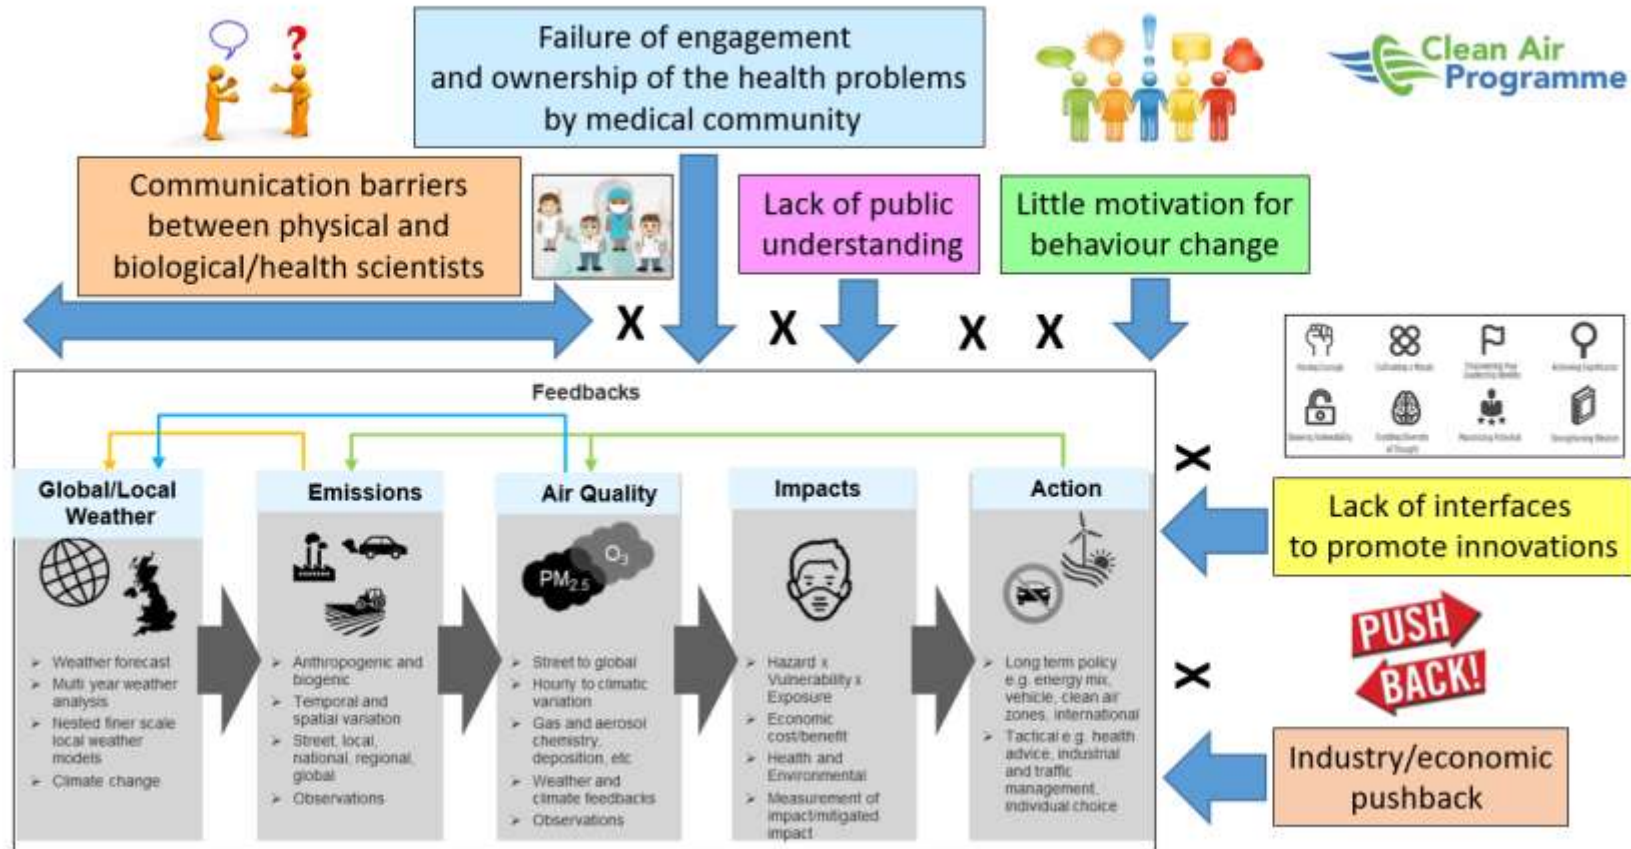 Failure of engagement
and ownership of the health problems
by medical community
Clean Air
Programme
Communication barriers
between physical and
biological/health scientists
Lack of public
understanding
Little motivation for
behaviour change
X
X
X
X
Feedbacks
Global/Local
Weather
➢ Weather forecast
➢ Multi year weather
analysis
➢ Nested finer scale
local weather
models
➢ Climate change
Emissions
➢ Anthropogenic and
biogenic
➢ Temporal and
spatial variation
➢ Street, local,
national, regional,
global
➢ Observations
Air Quality
O3
PM2.5
➢ Street to global
➢ Hourly to climatic
variation
➢ Gas and aerosol
chemistry,
deposition, etc
➢ Weather and
climate feedbacks
➢ Observations
Impacts
➢ Hazard x
Vulnerability x
Exposure
➢ Economic
cost/benefit
➢ Health and
Environmental
➢ Measurement of
impact/mitigated
impact
Action
➢ Long term policy
e.g. energy mix,
vehicle, clean air
zones, international
➢ Tactical e.g. health
advice, industrial
and traffic
management,
individual choice
X
Lack of interfaces
to promote innovations
X
PUSH
BACK!
Industry/economic
pushback